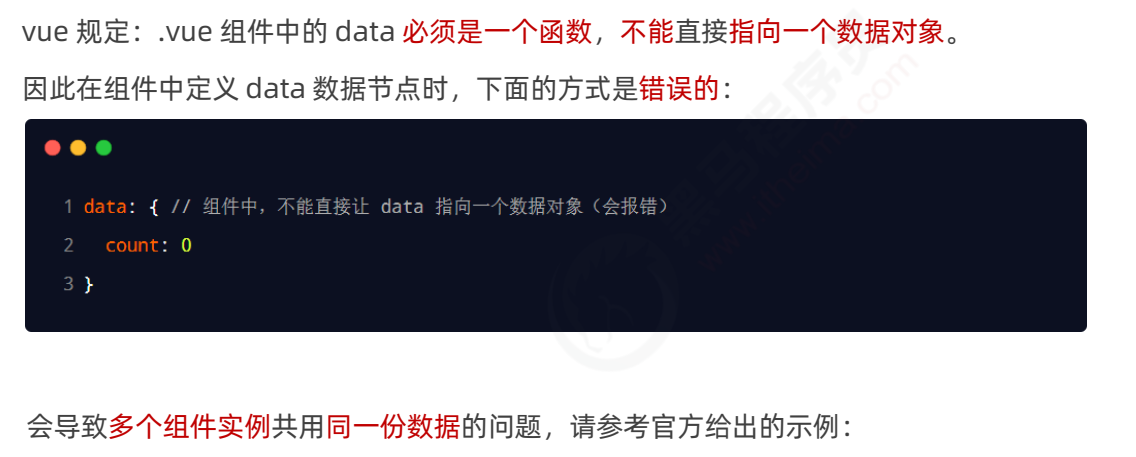 vue 规定：.vue 组件中的 data 必须是一个函数，不能直接指向一个数据对象。
因此在组件中定义 data 数据节点时，下面的方式是错误的：
1 data: { // 组件中，不能直接让 data 指向一个数据对象（会报错）
2   count: 0
3 }
会导致多个组件实例共用同一份数据的问题，请参考官方给出的示例：
黑马程序员